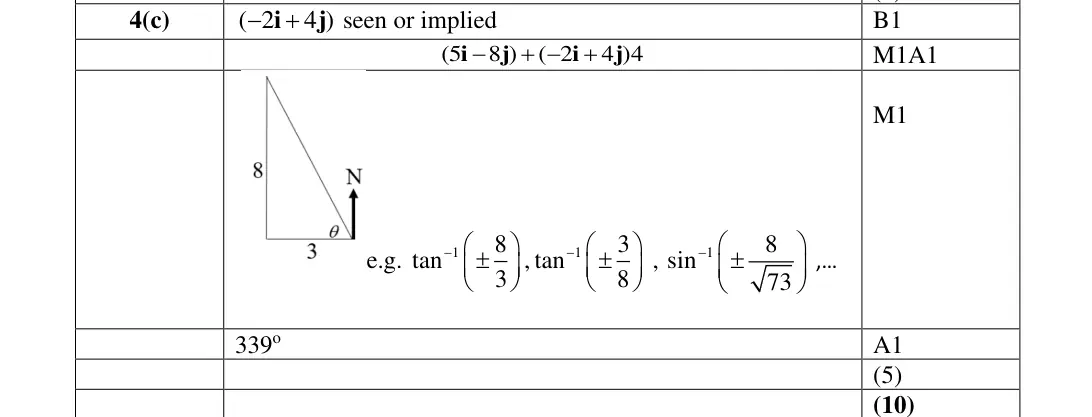 4(c) (−2i + 4j) seen or implied B1
(5i − 8j) + (−2i + 4j)4 M1A1
M1
8
N
θ
3
e.g. tan⁻¹(±8/3), tan⁻¹(±3/8) , sin⁻¹(±8/√73) ,...
339º A1
(5)
(10)